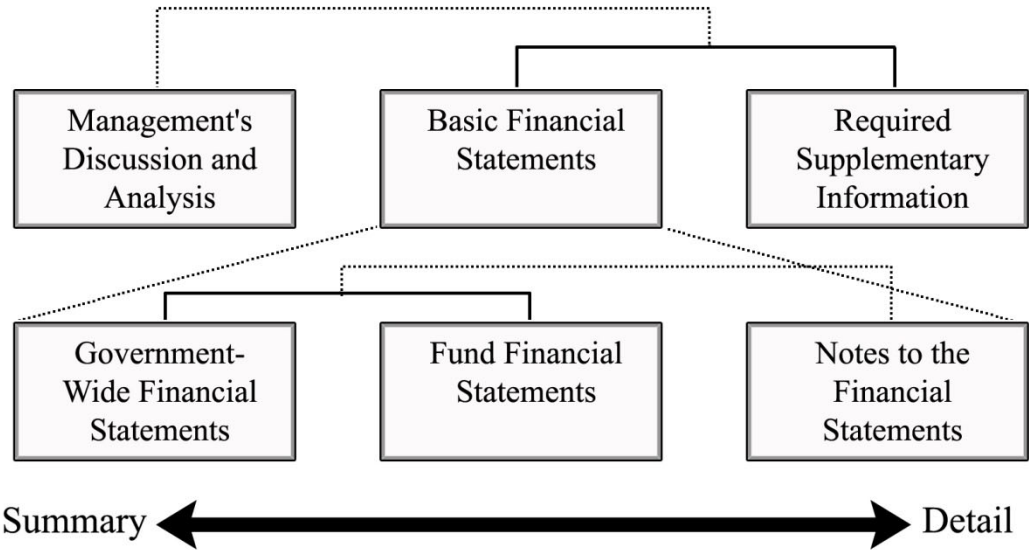 Management's
Discussion and
Analysis
Basic Financial
Statements
Required
Supplementary
Information
Government-
Wide Financial
Statements
Fund Financial
Statements
Notes to the
Financial
Statements
Summary
Detail